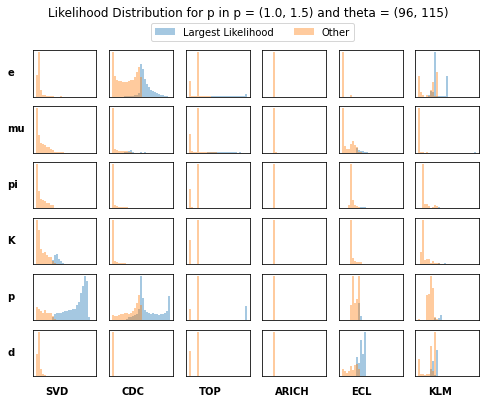 Likelihood Distribution for p in p = (1.0, 1.5) and theta = (96, 115)
Largest Likelihood Other
e
mu
pi
K
p
d
SVD CDC TOP ARICH ECL KLM